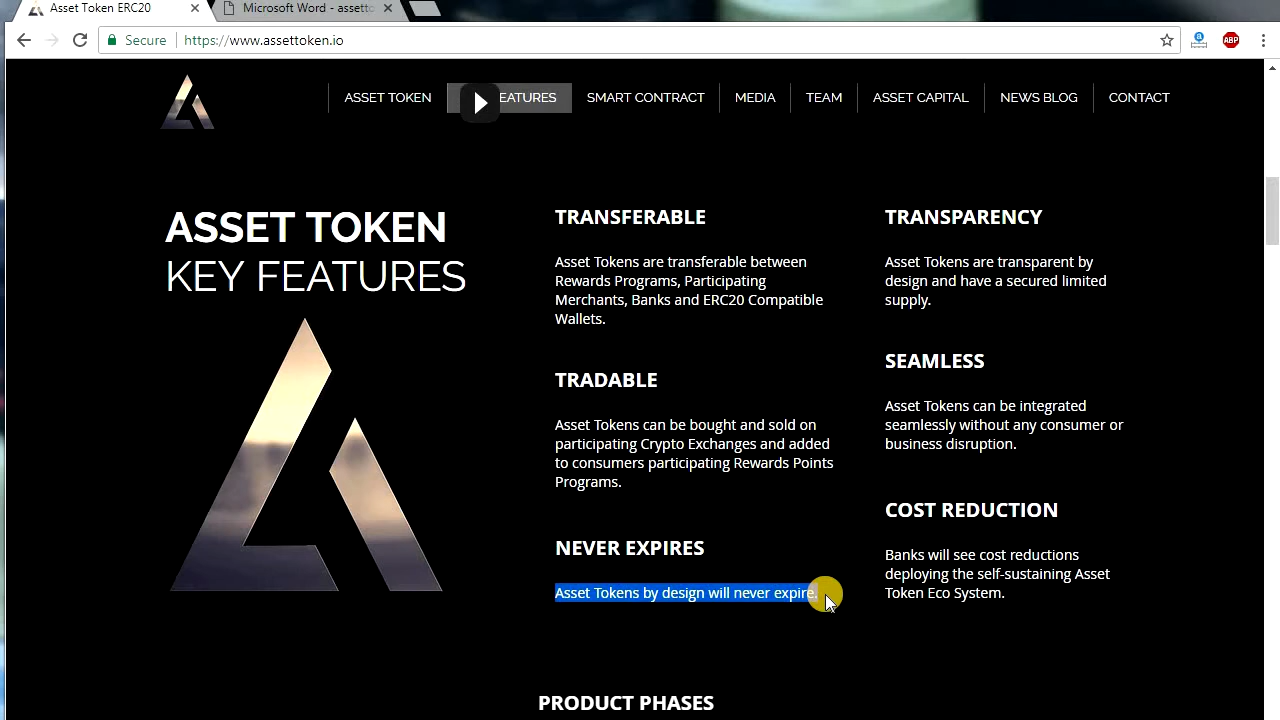 Asset Token ERC20
Microsoft Word - assetto
Secure
https://www.assettoken.io
ABP
ASSET TOKEN
EATURES
SMART CONTRACT
MEDIA
TEAM
ASSET CAPITAL
NEWS BLOG
CONTACT
ASSET TOKEN
KEY FEATURES
TRANSFERABLE
Asset Tokens are transferable between
Rewards Programs, Participating
Merchants, Banks and ERC20 Compatible
Wallets.
TRADABLE
Asset Tokens can be bought and sold on
participating Crypto Exchanges and added
to consumers participating Rewards Points
Programs.
NEVER EXPIRES
Asset Tokens by design will never expire.
TRANSPARENCY
Asset Tokens are transparent by
design and have a secured limited
supply.
SEAMLESS
Asset Tokens can be integrated
seamlessly without any consumer or
business disruption.
COST REDUCTION
Banks will see cost reductions
deploying the self-sustaining Asset
Token Eco System.
PRODUCT PHASES